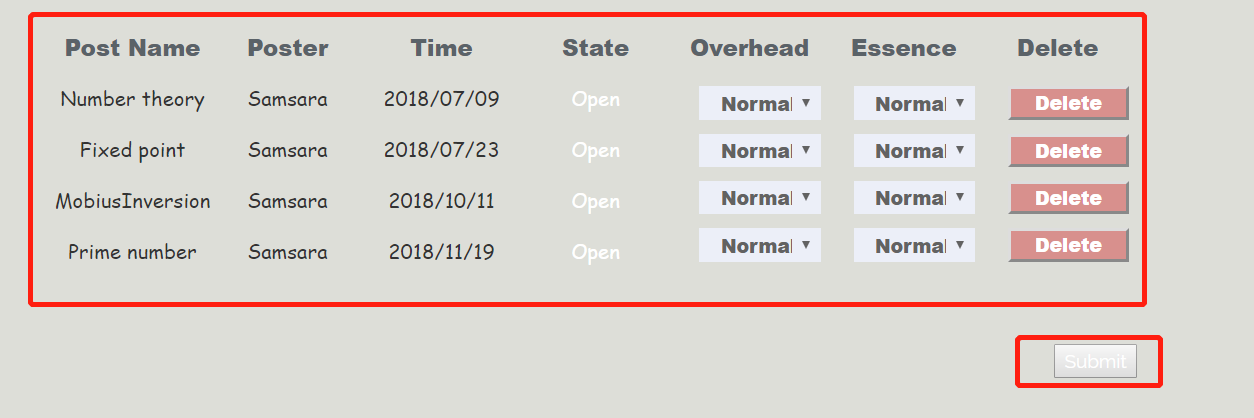 Post Name Poster Time State Overhead Essence Delete
Number theory Samsara 2018/07/09 Open Normal Normal Delete
Fixed point Samsara 2018/07/23 Open Normal Normal Delete
MobiusInversion Samsara 2018/10/11 Open Normal Normal Delete
Prime number Samsara 2018/11/19 Open Normal Normal Delete
Submit